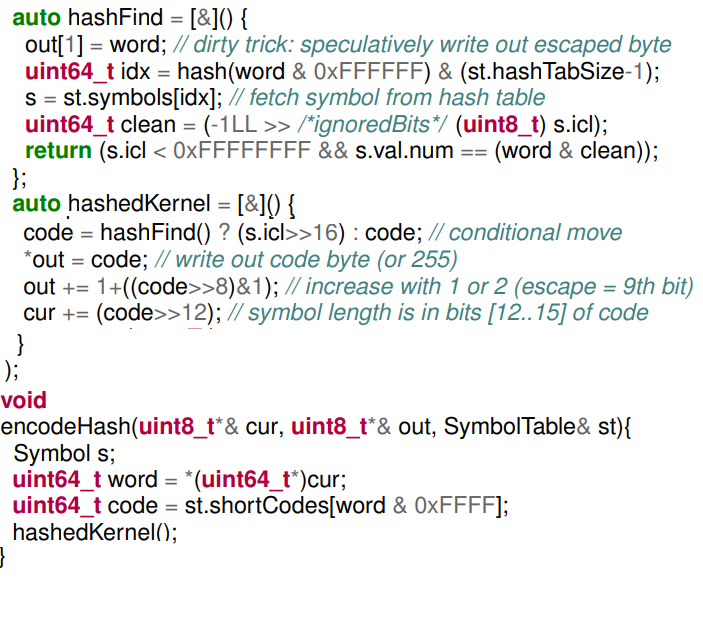 auto hashFind = [&]() {
out[1] = word; // dirty trick: speculatively write out escaped byte
uint64_t idx = hash(word & 0xFFFFFF) & (st.hashTabSize-1);
s = st.symbols[idx]; // fetch symbol from hash table
uint64_t clean = (-1LL >> /*ignoredBits*/ (uint8_t) s.icl);
return (s.icl < 0xFFFFFFFF && s.val.num == (word & clean));
};
auto hashedKernel = [&]() {
code = hashFind() ? (s.icl>>16) : code; // conditional move
*out = code; // write out code byte (or 255)
out += 1+((code>>8)&1); // increase with 1 or 2 (escape = 9th bit)
cur += (code>>12); // symbol length is in bits [12..15] of code
}
);
void
encodeHash(uint8_t*& cur, uint8_t*& out, SymbolTable& st){
Symbol s;
uint64_t word = *(uint64_t*)cur;
uint64_t code = st.shortCodes[word & 0xFFFF];
hashedKernel();
}